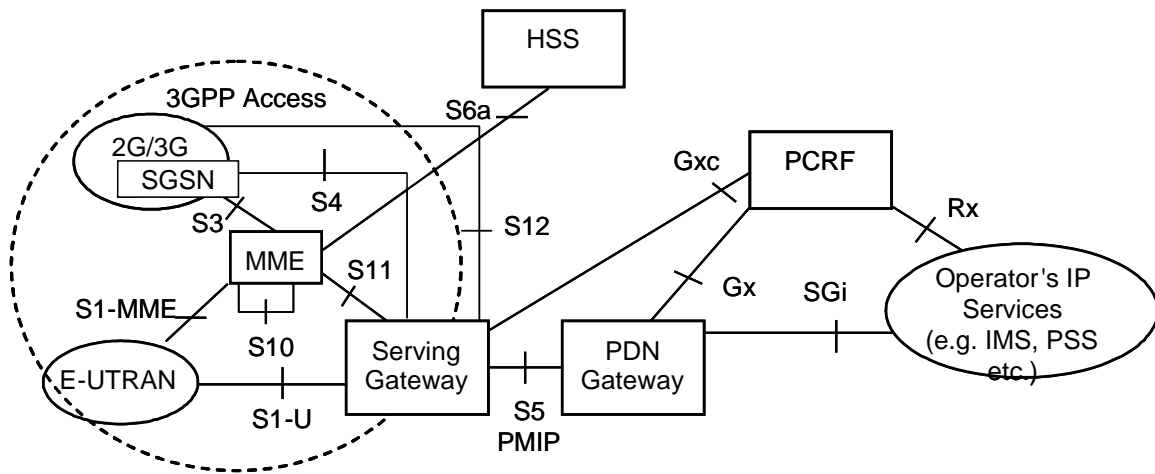 HSS
3GPP Access
S6a
2G/3G
SGSN
Gxc
PCRF
S4
S3
S12
Rx
MME
S11
Gx
SGi
Operator's IP
Services
(e.g. IMS, PSS
etc.)
S1-MME
S10
Serving
Gateway
PDN
Gateway
E-UTRAN
S1-U
S5
PMIP